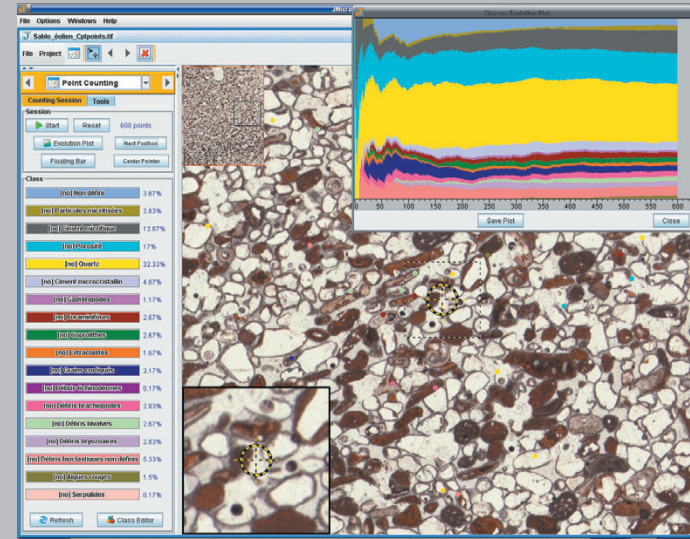 JMicr
File Options Windows Help
Sable_éolien_Cptpoints.tif
File Project
Point Counting
Counting Session Tools
Session
Start Reset 600 points
Evolution Plot Next Position
Floating Bar Center Pointer
Class
[no] Non défini 3.67%
[no] Particules micritisées 2.83%
[no] Ciment micritique 12.67%
[no] Porosité 17%
[no] Quartz 32.33%
[no] Ciment microcristallin 4.67%
[no] Gastéropodes 1.17%
[no] Foraminifères 2.67%
[no] Coprolithes 2.67%
[no] Extraclastes 1.67%
[no] Grains contigués 3.17%
[no] Débris échinodermes 0.17%
[no] Débris brachiopodes 2.83%
[no] Débris bivalves 2.67%
[no] Débris bryozoaires 2.83%
[no] Débris bioclastiques non définis 5.33%
[no] Algues rouges 1.5%
[no] Serpulides 0.17%
Refresh Class Editor
Classes Evolution Plot
0 50 100 150 200 250 300 350 400 450 500 550 600
Save Plot Close